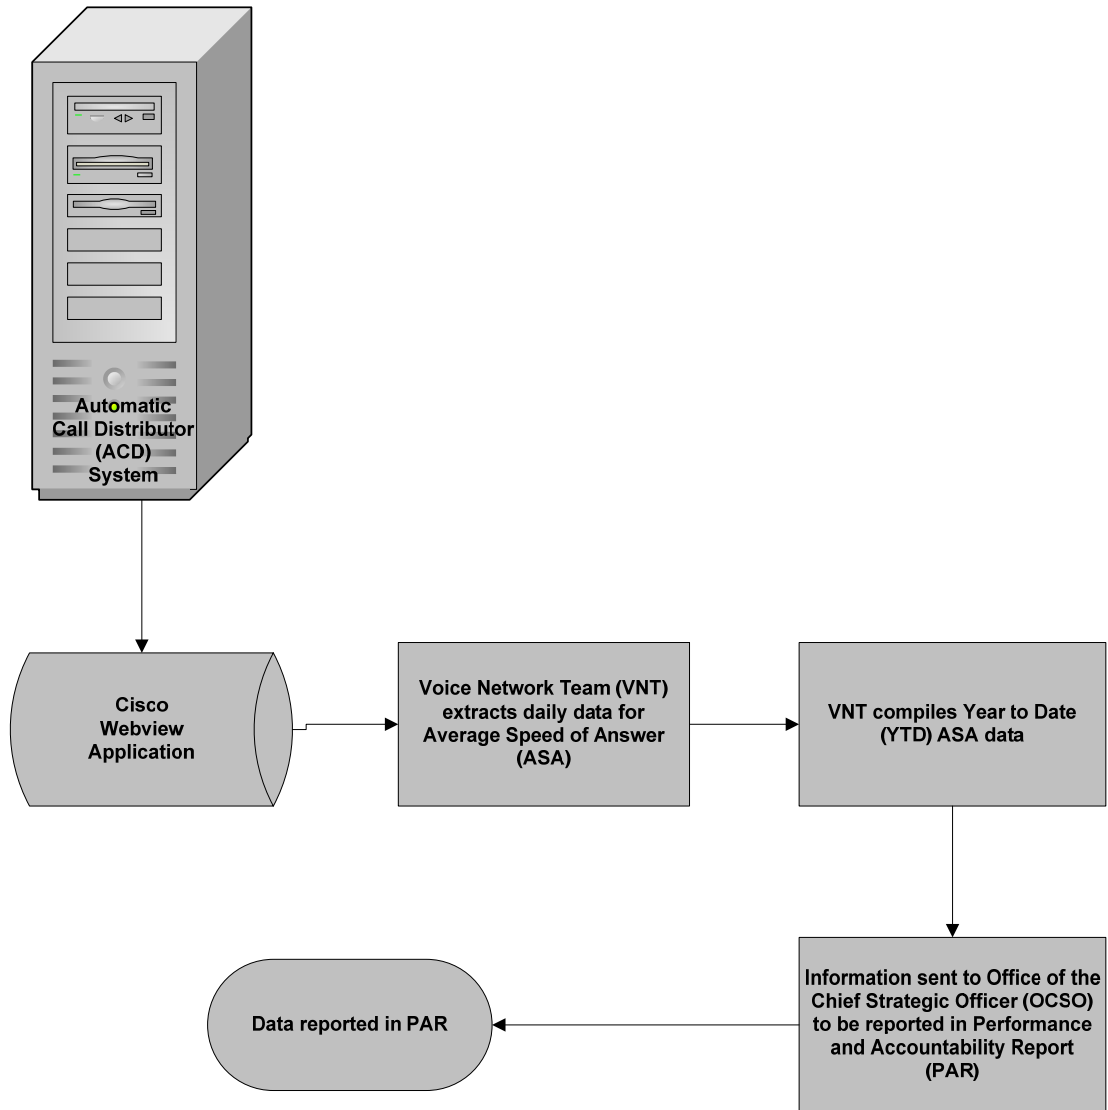 Automatic
Call Distributor
(ACD)
System
Cisco
Webview
Application
Voice Network Team (VNT)
extracts daily data for
Average Speed of Answer
(ASA)
VNT compiles Year to Date
(YTD) ASA data
Information sent to Office of the
Chief Strategic Officer (OCSO)
to be reported in Performance
and Accountability Report
(PAR)
Data reported in PAR